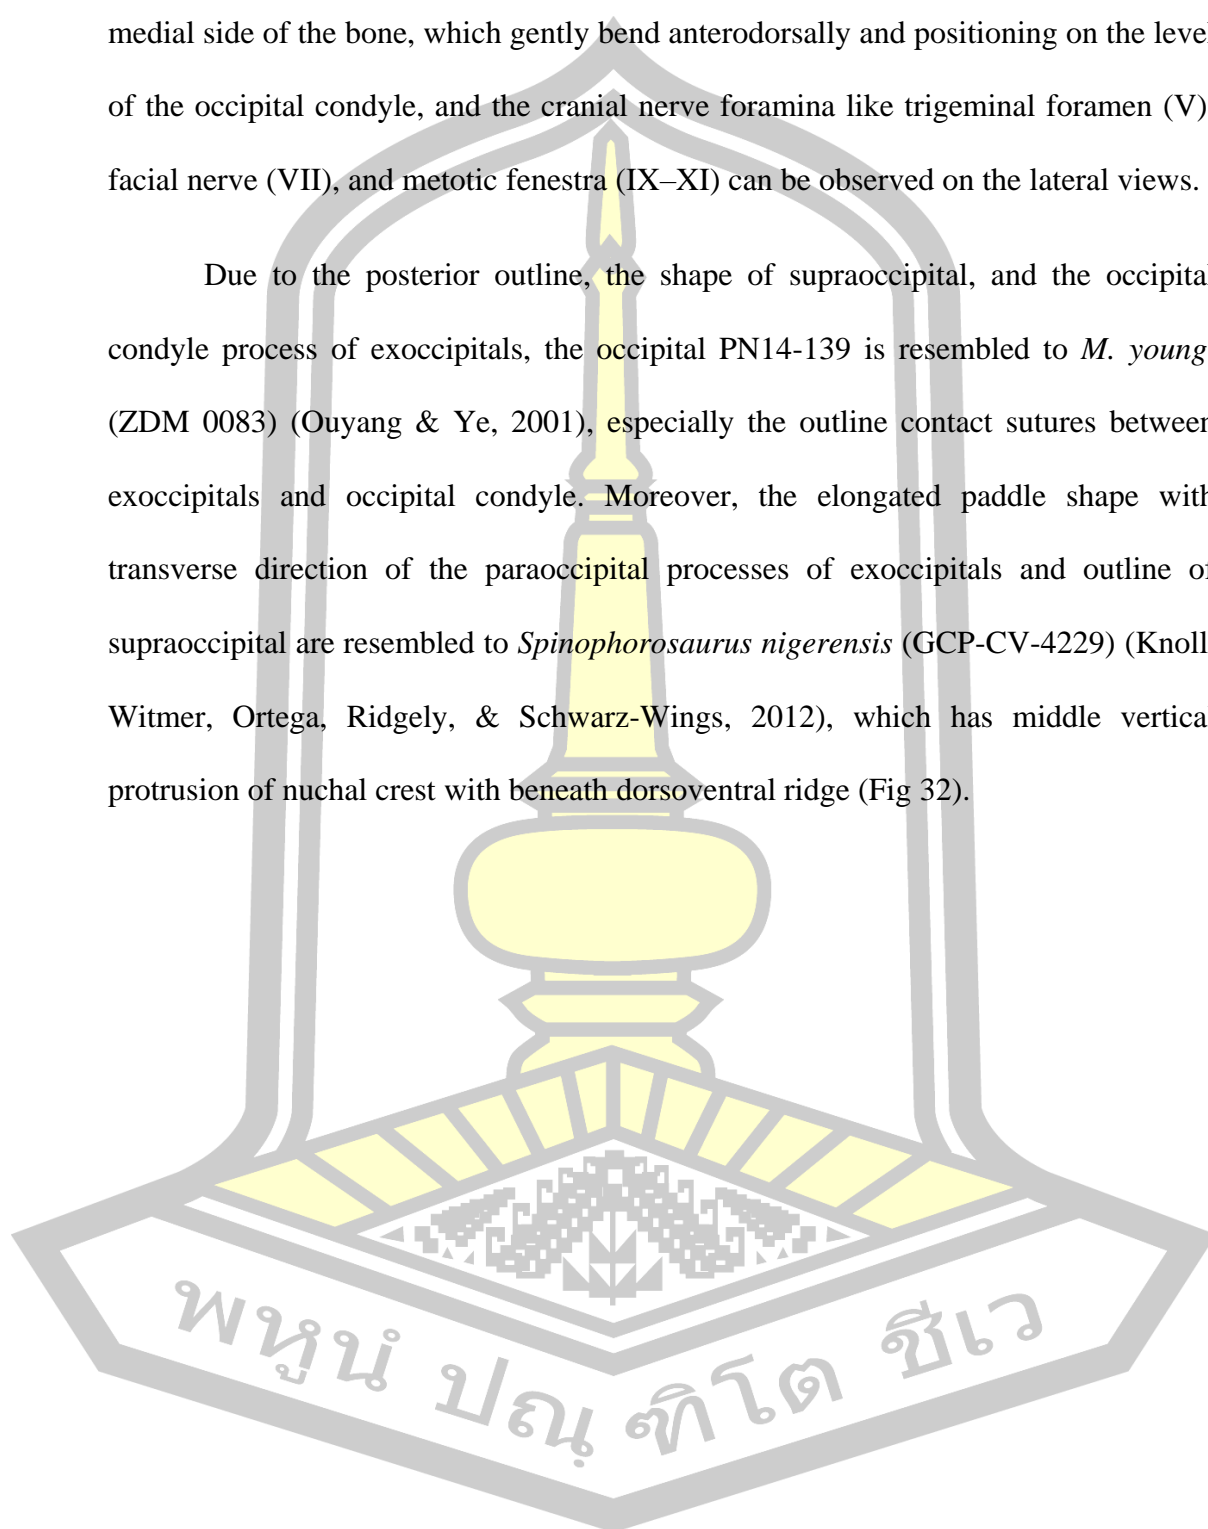 medial side of the bone, which gently bend anterodorsally and positioning on the level
of the occipital condyle, and the cranial nerve foramina like trigeminal foramen (V)
facial nerve (VII), and metotic fenestra (IX–XI) can be observed on the lateral views.
Due to the posterior outline, the shape of supraoccipital, and the occipital
condyle process of exoccipitals, the occipital PN14-139 is resembled to M. young
(ZDM 0083) (Ouyang & Ye, 2001), especially the outline contact sutures between
exoccipitals and occipital condyle. Moreover, the elongated paddle shape with
transverse direction of the paraoccipital processes of exoccipitals and outline of
supraoccipital are resembled to Spinophorosaurus nigerensis (GCP-CV-4229) (Knoll
Witmer, Ortega, Ridgely, & Schwarz-Wings, 2012), which has middle vertical
protrusion of nuchal crest with beneath dorsoventral ridge (Fig 32).
พหูนํ ปณฺฑิโต ชีเว